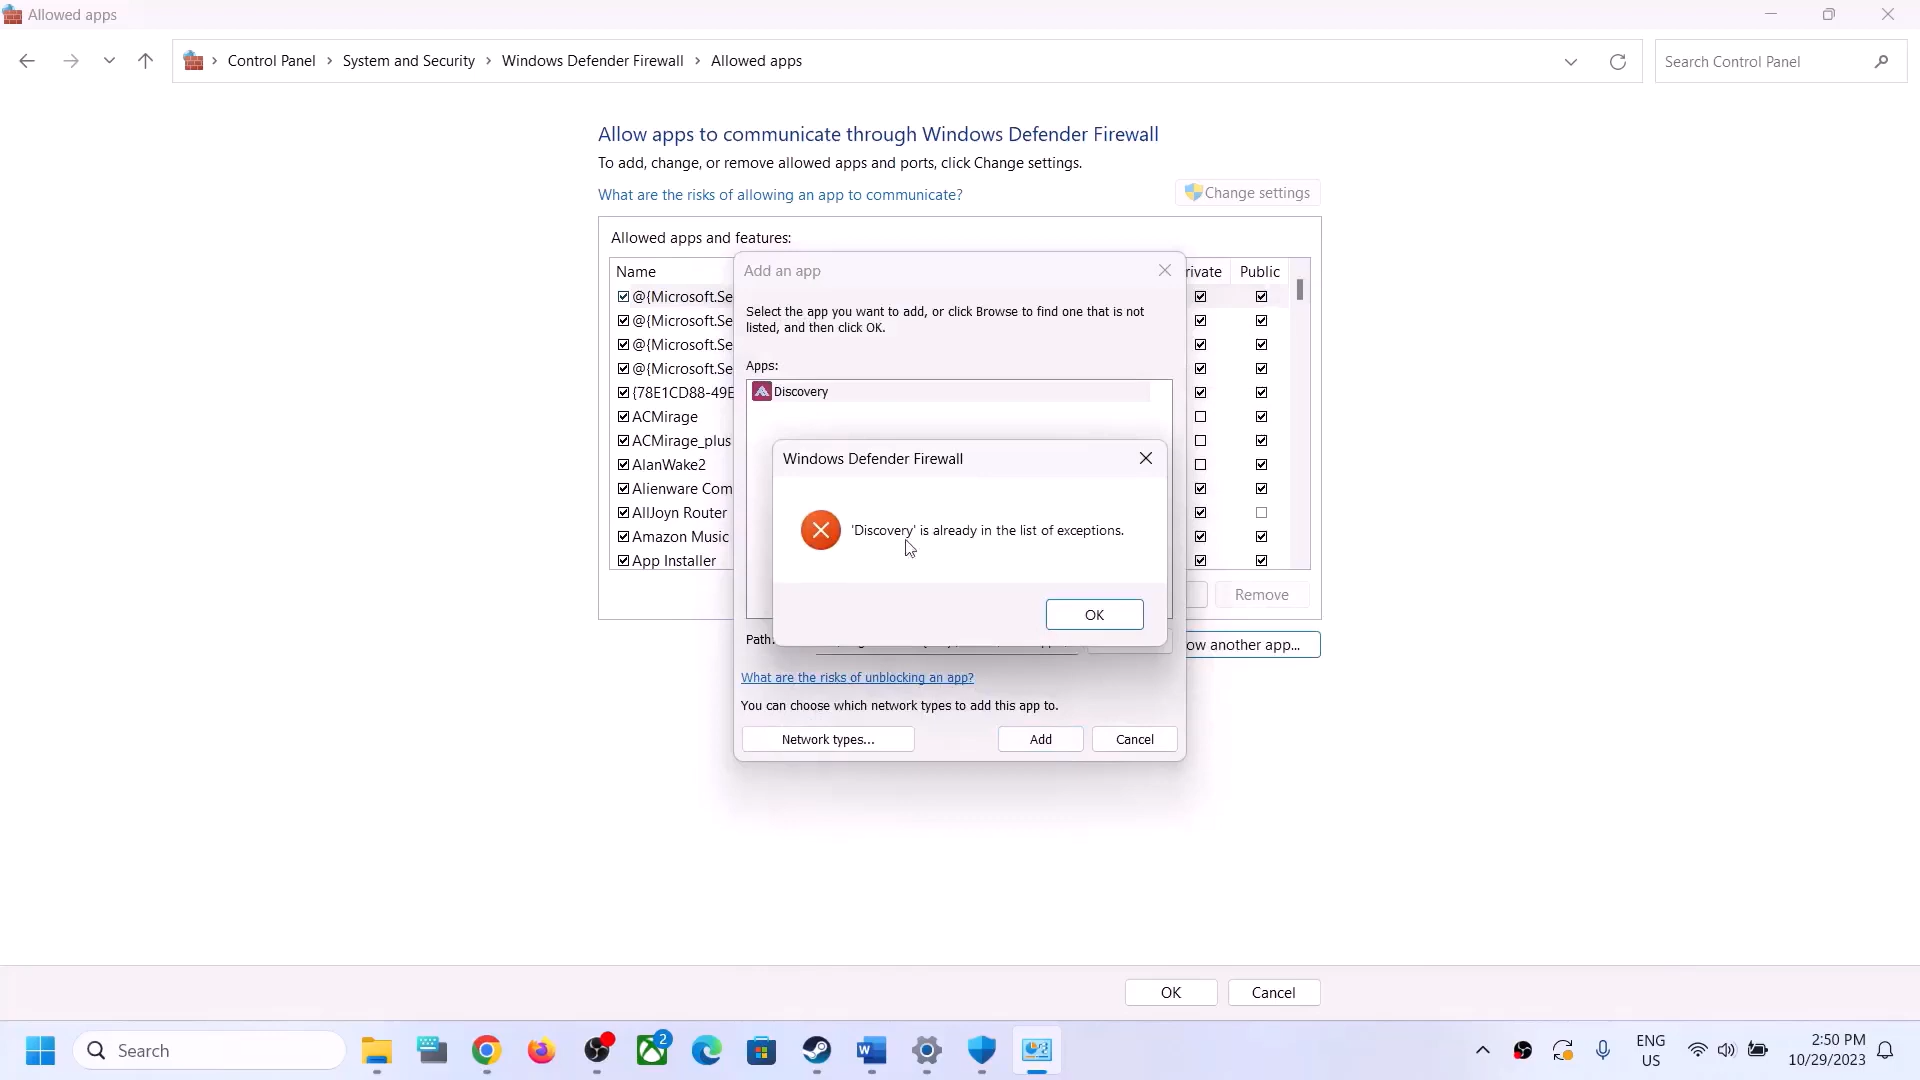 Allowed apps
Control Panel > System and Security > Windows Defender Firewall > Allowed apps
Search Control Panel
Allow apps to communicate through Windows Defender Firewall
To add, change, or remove allowed apps and ports, click Change settings.
What are the risks of allowing an app to communicate?
Change settings
Allowed apps and features:
Name
rivate
Public
@{Microsoft.Se
@{Microsoft.Se
@{Microsoft.Se
@{Microsoft.Se
{78E1CD88-49E
ACMirage
ACMirage_plus
AlanWake2
Alienware Com
AllJoyn Router
Amazon Music
App Installer
Remove
ow another app...
Add an app
Select the app you want to add, or click Browse to find one that is not
listed, and then click OK.
Apps:
Discovery
Windows Defender Firewall
'Discovery' is already in the list of exceptions.
OK
Path:
What are the risks of unblocking an app?
You can choose which network types to add this app to.
Network types...
Add
Cancel
OK
Cancel
Search
2
ENG
US
2:50 PM
10/29/2023